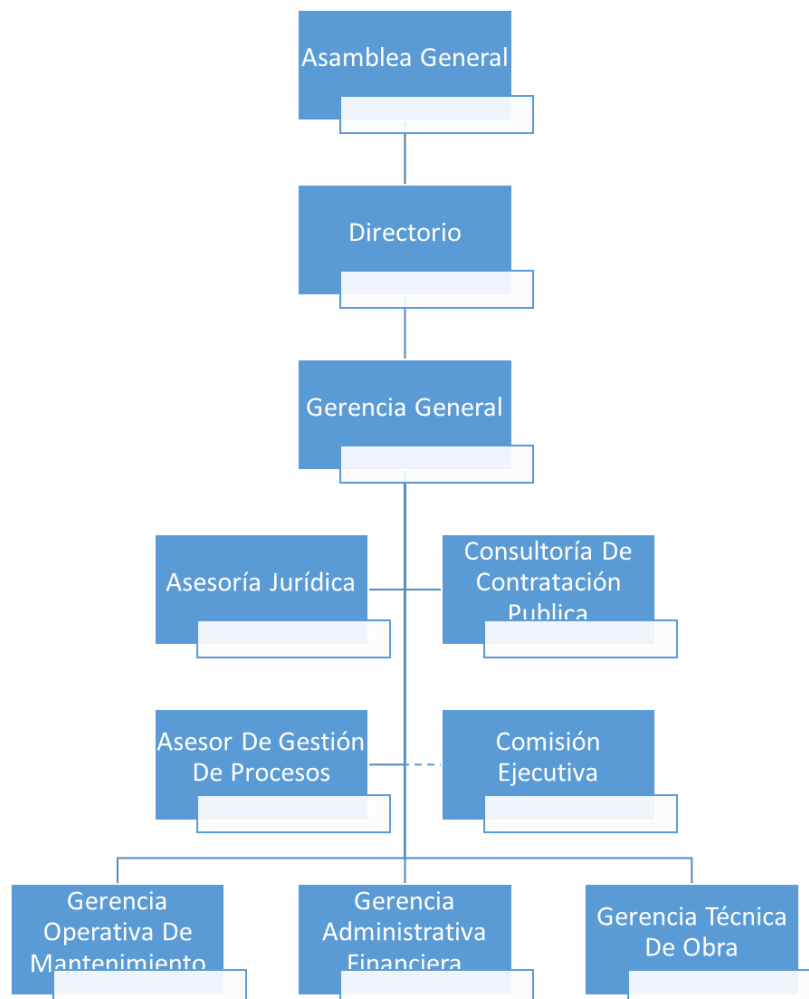 Asamblea General
Directorio
Gerencia General
Asesoría Jurídica
Consultoría De
Contratación
Publica
Asesor De Gestión
De Procesos
Comisión
Ejecutiva
Gerencia
Operativa De
Mantenimiento
Gerencia
Administrativa
Financiera
Gerencia Técnica
De Obra